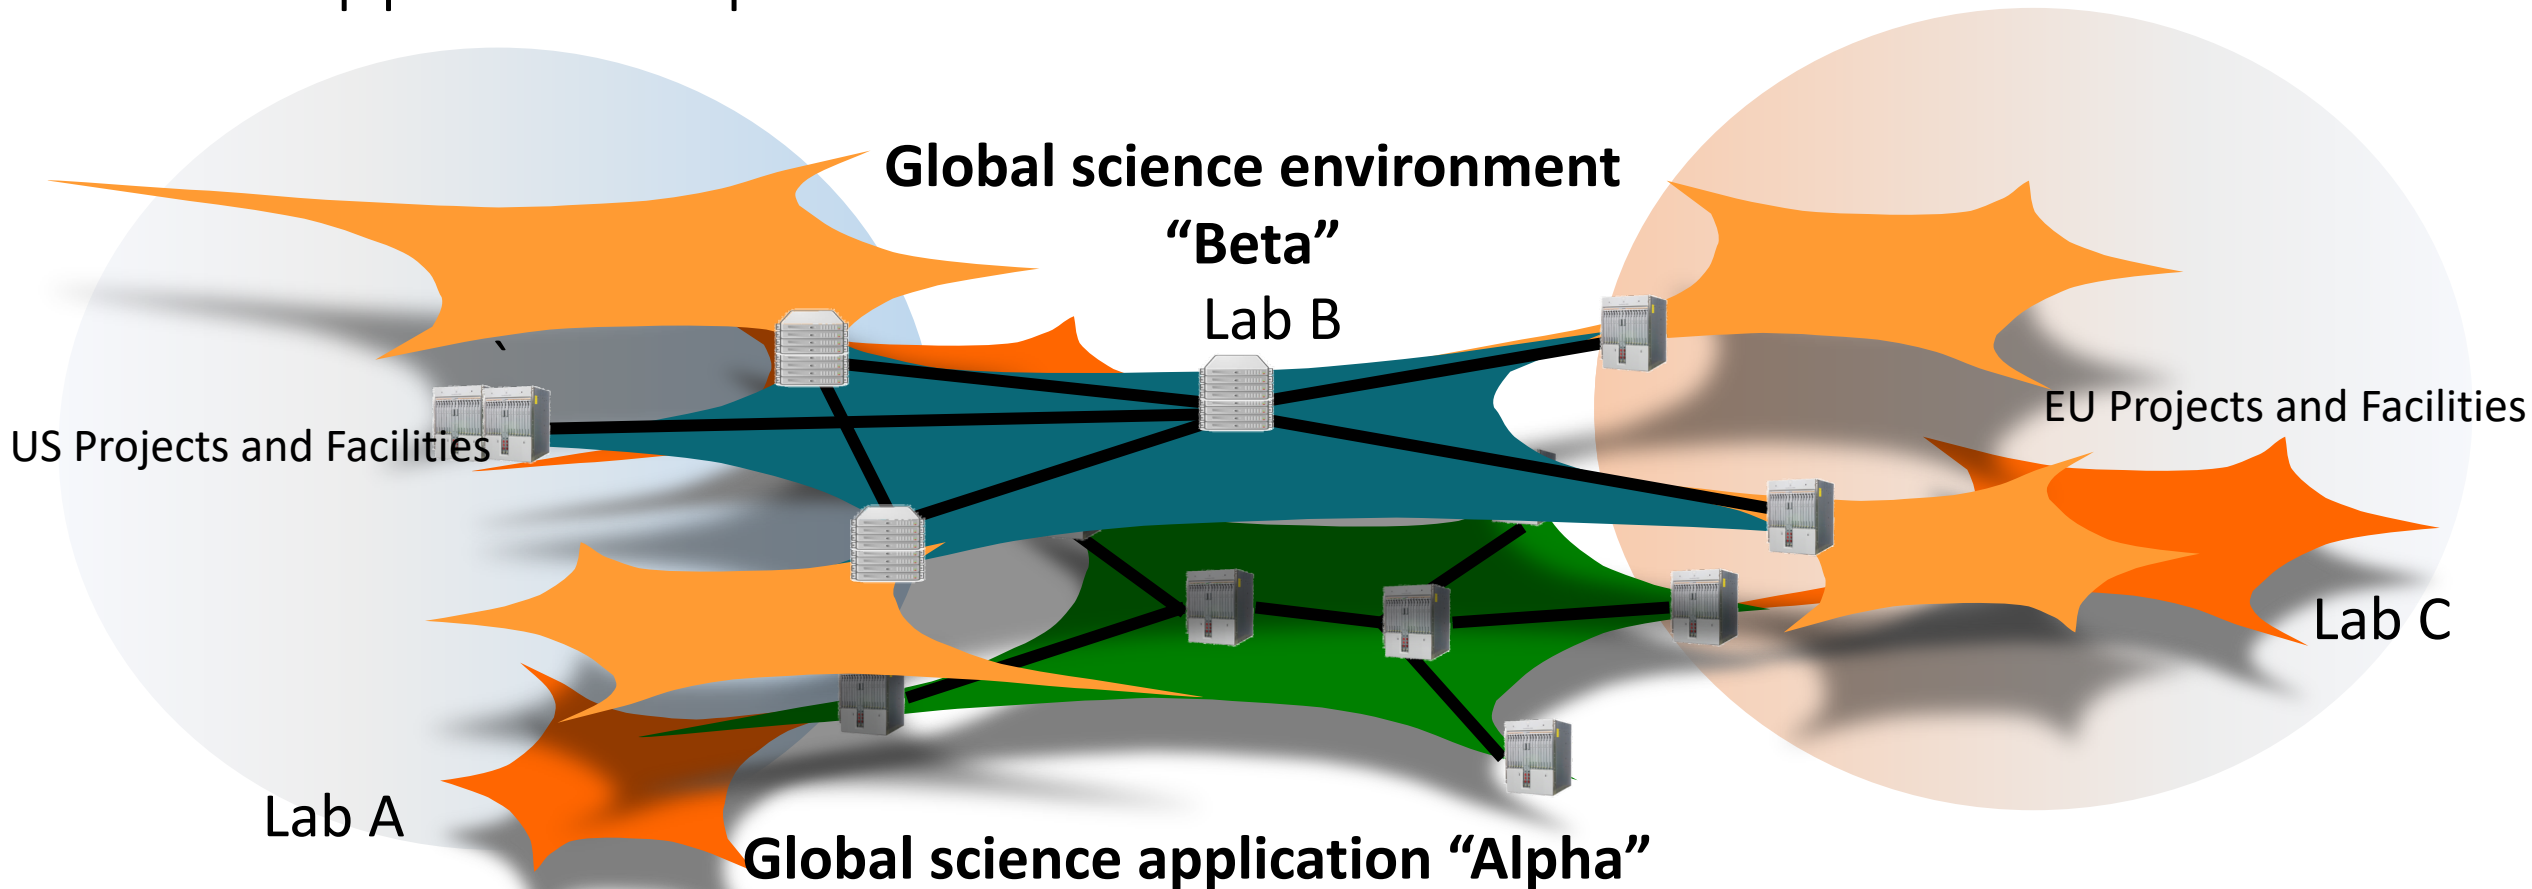 Global science environment
“Beta”
Lab B
EU Projects and Facilities
US Projects and Facilities
Lab C
Lab A
Global science application “Alpha”